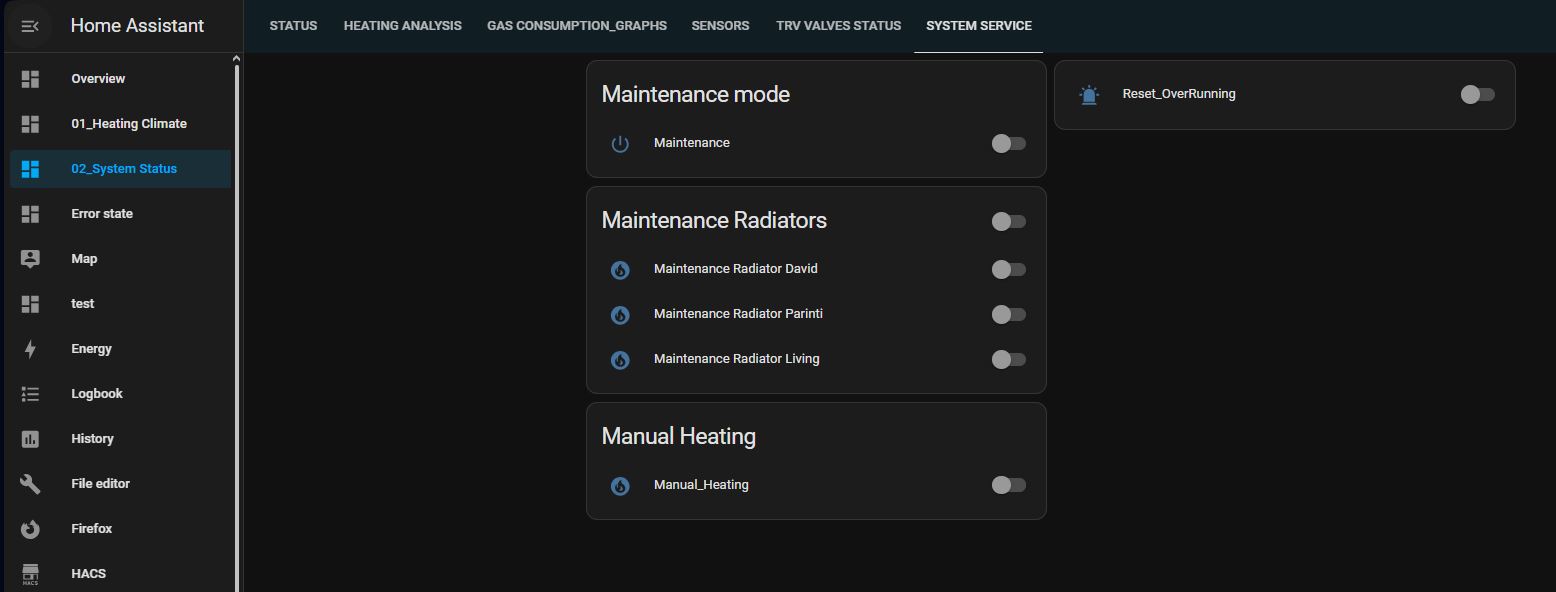 Home Assistant
Overview
01_Heating Climate
02_System Status
Error state
Map
test
Energy
Logbook
History
File editor
Firefox
HACS
HACS
STATUS
HEATING ANALYSIS
GAS CONSUMPTION_GRAPHS
SENSORS
TRV VALVES STATUS
SYSTEM SERVICE
Maintenance mode
Maintenance
Maintenance Radiators
Maintenance Radiator David
Maintenance Radiator Parinti
Maintenance Radiator Living
Manual Heating
Manual_Heating
Reset_OverRunning